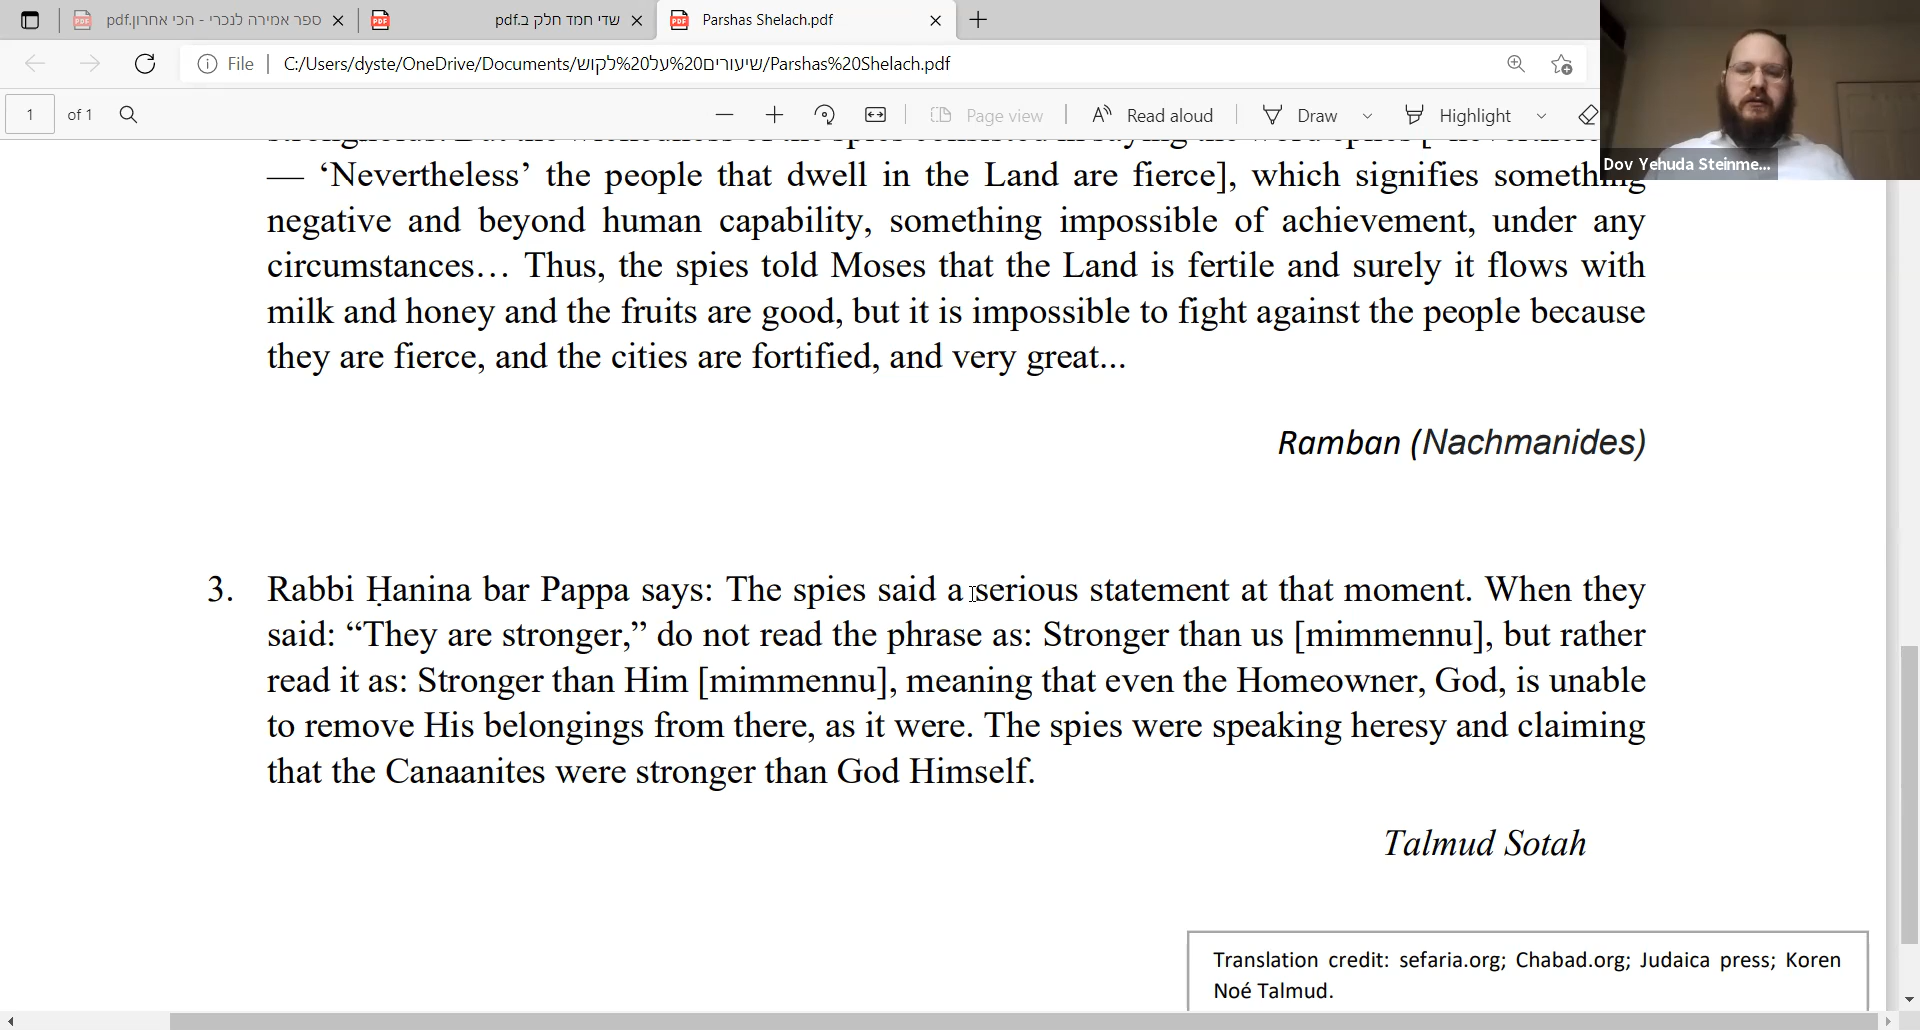 ספר אמירה לנכרי - הכי אחרון.pdf
שדי חמד חלק ב.pdf
Parshas Shelach.pdf
File
C:/Users/dyste/OneDrive/Documents/שיעורים%20על%20לקוש/Parshas%20Shelach.pdf
1 of 1
Page view
Read aloud
Draw
Highlight
Dov Yehuda Steinme...
of the spies consisted in saying the word
— ‘Nevertheless’ the people that dwell in the Land are fierce], which signifies something
negative and beyond human capability, something impossible of achievement, under any
circumstances… Thus, the spies told Moses that the Land is fertile and surely it flows with
milk and honey and the fruits are good, but it is impossible to fight against the people because
they are fierce, and the cities are fortified, and very great...
Ramban (Nachmanides)
3. Rabbi Ḥanina bar Pappa says: The spies said a serious statement at that moment. When they
said: “They are stronger,” do not read the phrase as: Stronger than us [mimmennu], but rather
read it as: Stronger than Him [mimmennu], meaning that even the Homeowner, God, is unable
to remove His belongings from there, as it were. The spies were speaking heresy and claiming
that the Canaanites were stronger than God Himself.
Talmud Sotah
Translation credit: sefaria.org; Chabad.org; Judaica press; Koren
Noé Talmud.